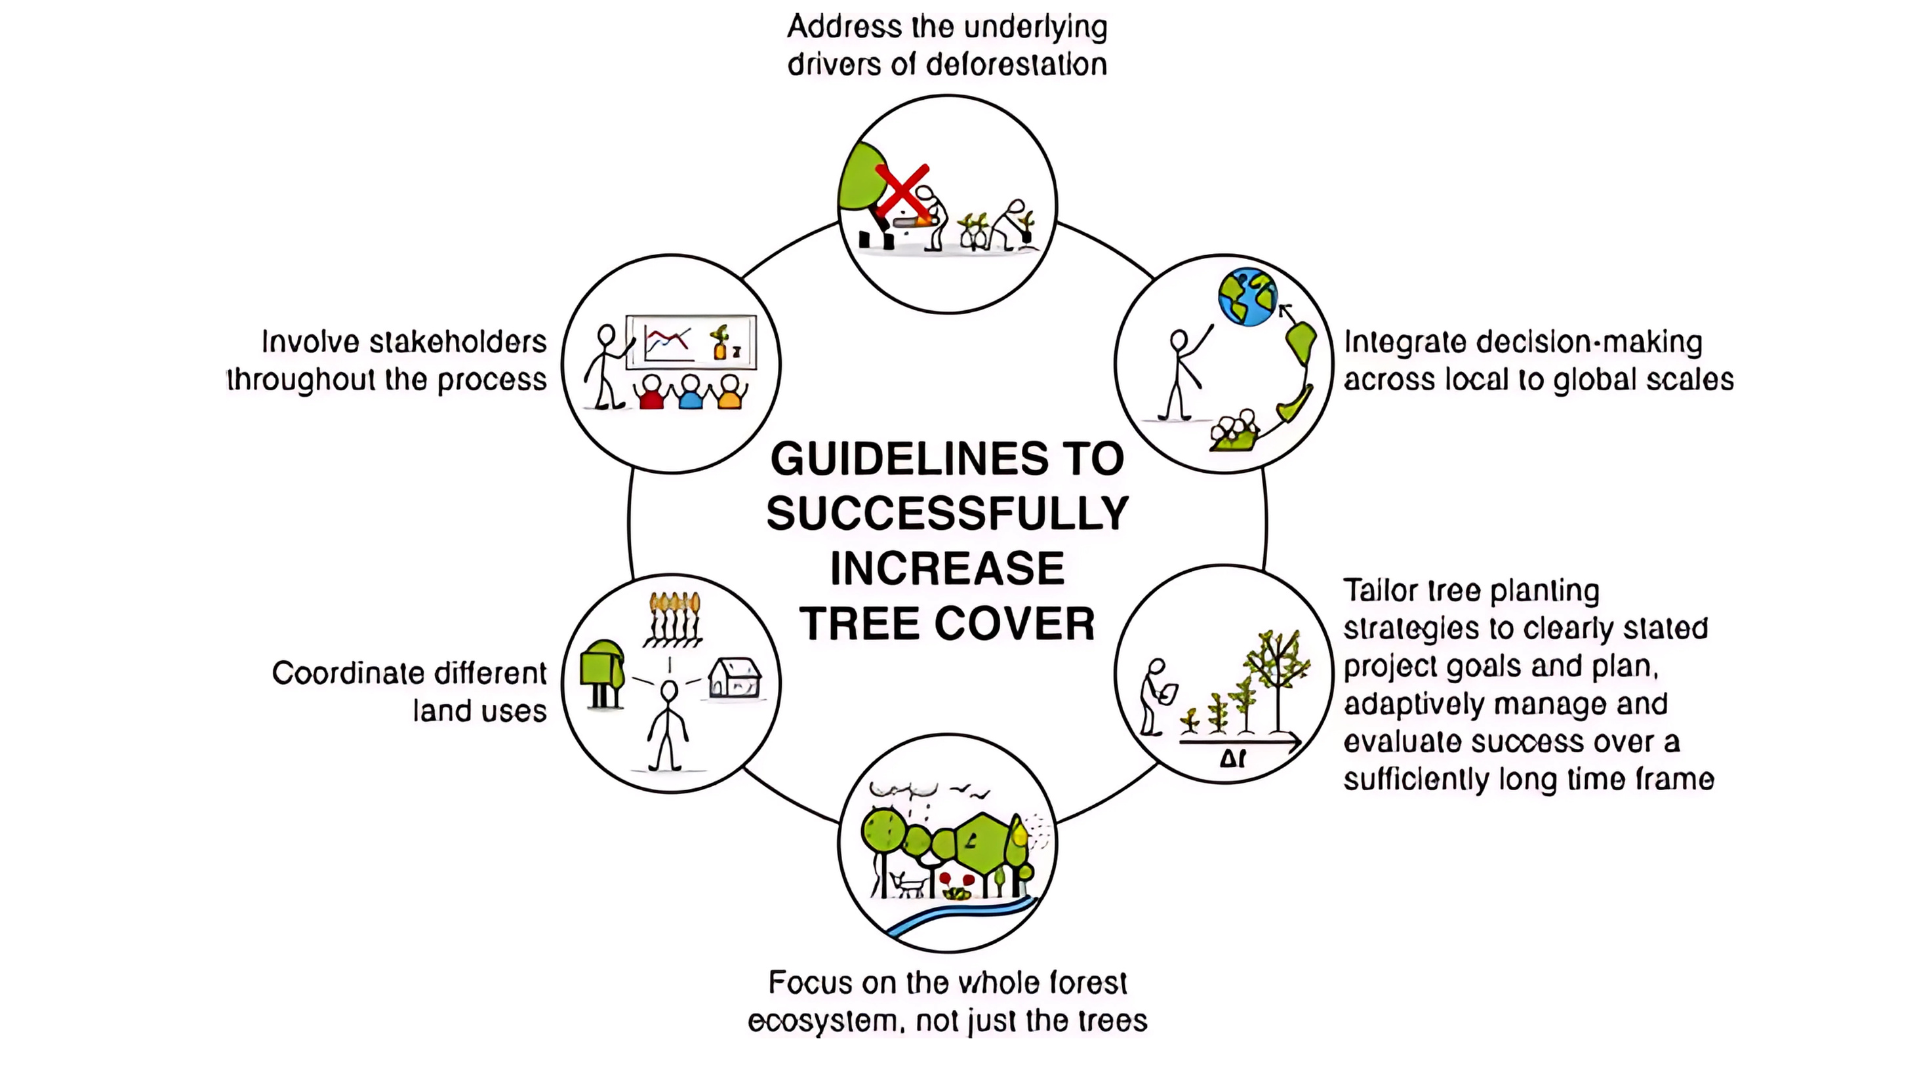 Address the underlying
drivers of deforestation
Integrate decision-making
across local to global scales
Tailor tree planting
strategies to clearly stated
project goals and plan,
adaptively manage and
evaluate success over a
sufficiently long time frame
Focus on the whole forest
ecosystem, not just the trees
Coordinate different
land uses
Involve stakeholders
throughout the process
GUIDELINES TO
SUCCESSFULLY
INCREASE
TREE COVER